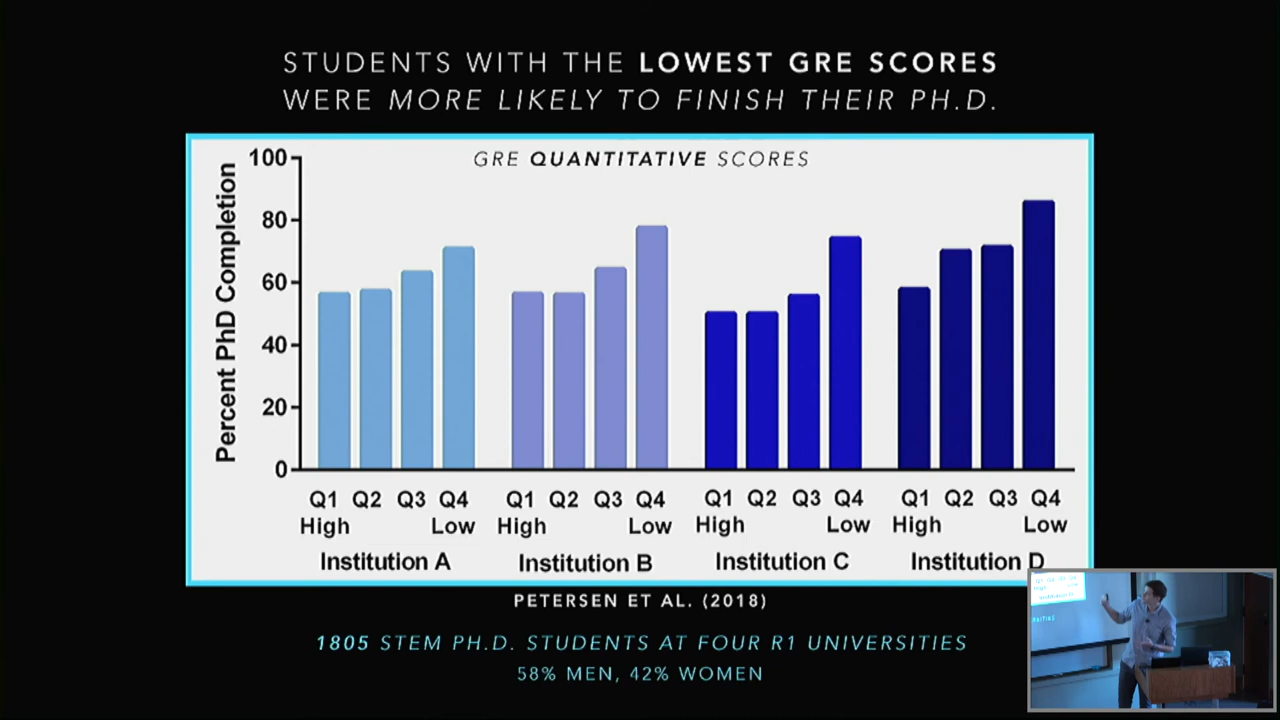 STUDENTS WITH THE LOWEST GRE SCORES
WERE MORE LIKELY TO FINISH THEIR PH.D.
GRE QUANTITATIVE SCORES
Percent PhD Completion
100
80
60
40
20
0
Q1 Q2 Q3 Q4 Q1 Q2 Q3 Q4 Q1 Q2 Q3 Q4 Q1 Q2 Q3 Q4
High Low High Low High Low High Low
Institution A Institution B Institution C Institution D
PETERSEN ET AL. (2018)
1805 STEM PH.D. STUDENTS AT FOUR R1 UNIVERSITIES
58% MEN, 42% WOMEN